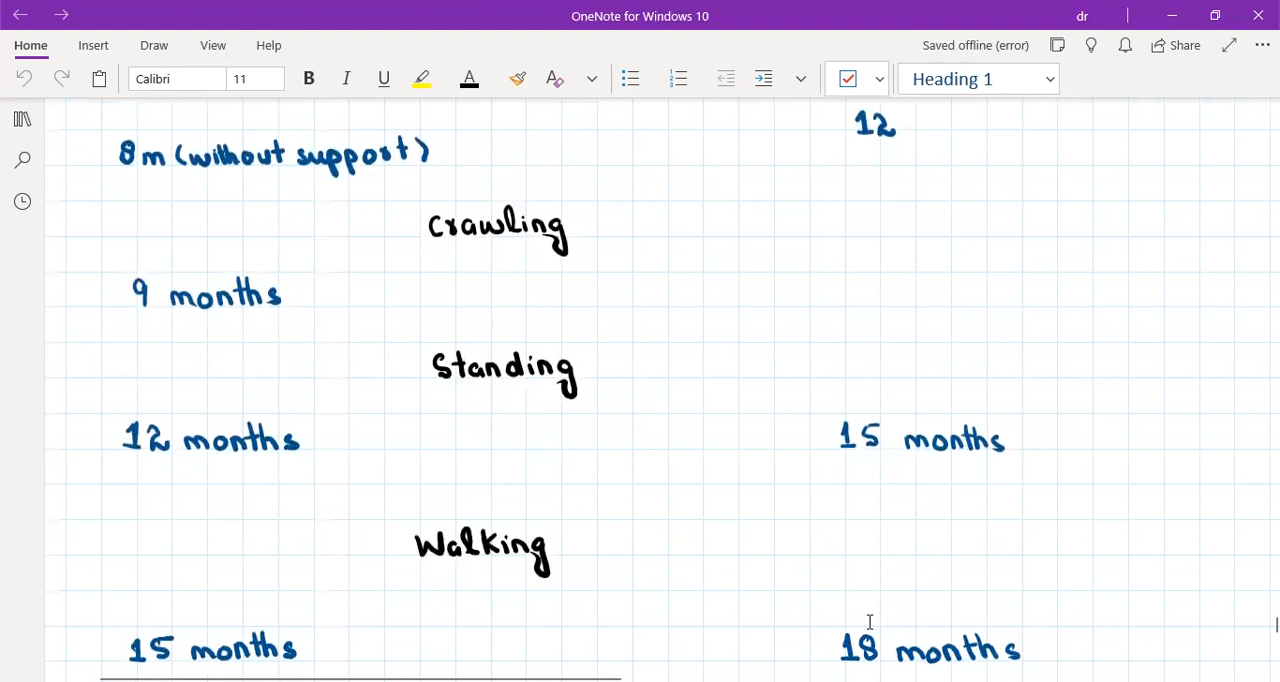 OneNote for Windows 10
dr
Home Insert Draw View Help
Saved offline (error)
Share
Calibri 11 B I U A A Heading 1
12
8m (without support)
Crawling
9 months
Standing
12 months 15 months
Walking
15 months 18 months